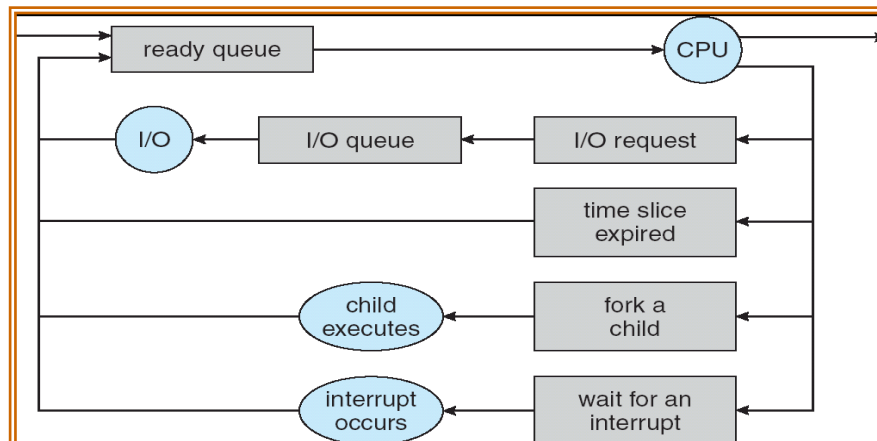 ready queue
CPU
I/O
I/O queue
I/O request
time slice
expired
child
executes
fork a
child
interrupt
occurs
wait for an
interrupt